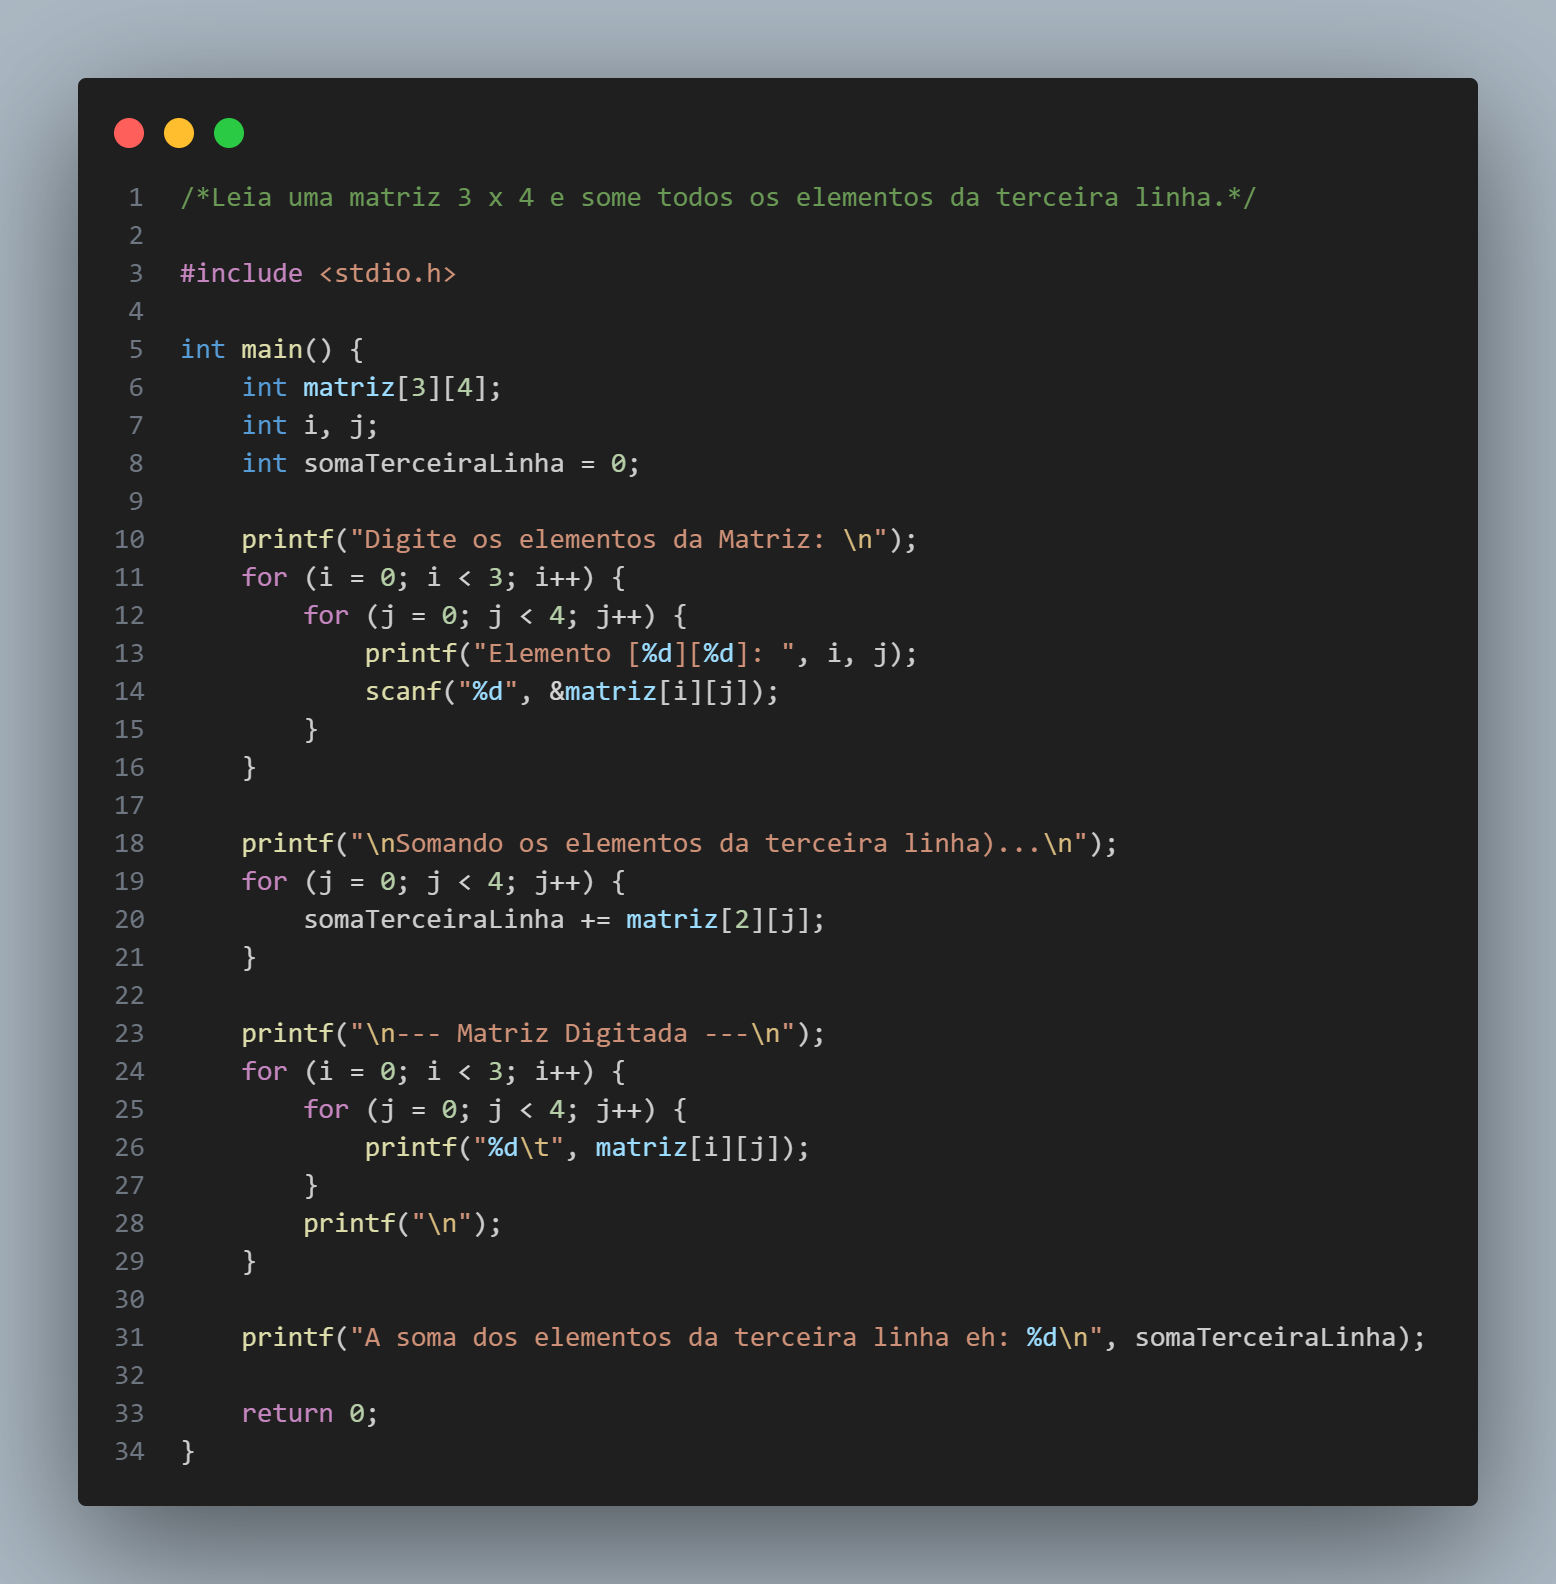 1 /*Leia uma matriz 3 x 4 e some todos os elementos da terceira linha.*/
2
3 #include <stdio.h>
4
5 int main() {
6     int matriz[3][4];
7     int i, j;
8     int somaTerceiraLinha = 0;
9
10     printf("Digite os elementos da Matriz: \n");
11     for (i = 0; i < 3; i++) {
12         for (j = 0; j < 4; j++) {
13             printf("Elemento [%d][%d]: ", i, j);
14             scanf("%d", &matriz[i][j]);
15         }
16     }
17
18     printf("\nSomando os elementos da terceira linha)...\n");
19     for (j = 0; j < 4; j++) {
20         somaTerceiraLinha += matriz[2][j];
21     }
22
23     printf("\n--- Matriz Digitada ---\n");
24     for (i = 0; i < 3; i++) {
25         for (j = 0; j < 4; j++) {
26             printf("%d\t", matriz[i][j]);
27         }
28         printf("\n");
29     }
30
31     printf("A soma dos elementos da terceira linha eh: %d\n", somaTerceiraLinha);
32
33     return 0;
34 }